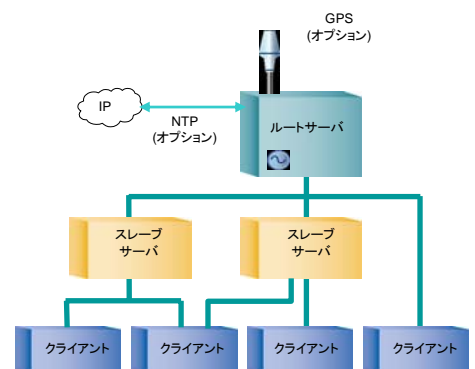 GPS
(オプション)
IP
NTP
(オプション)
ルートサーバ
スレーブ
サーバ
スレーブ
サーバ
クライアント
クライアント
クライアント
クライアント